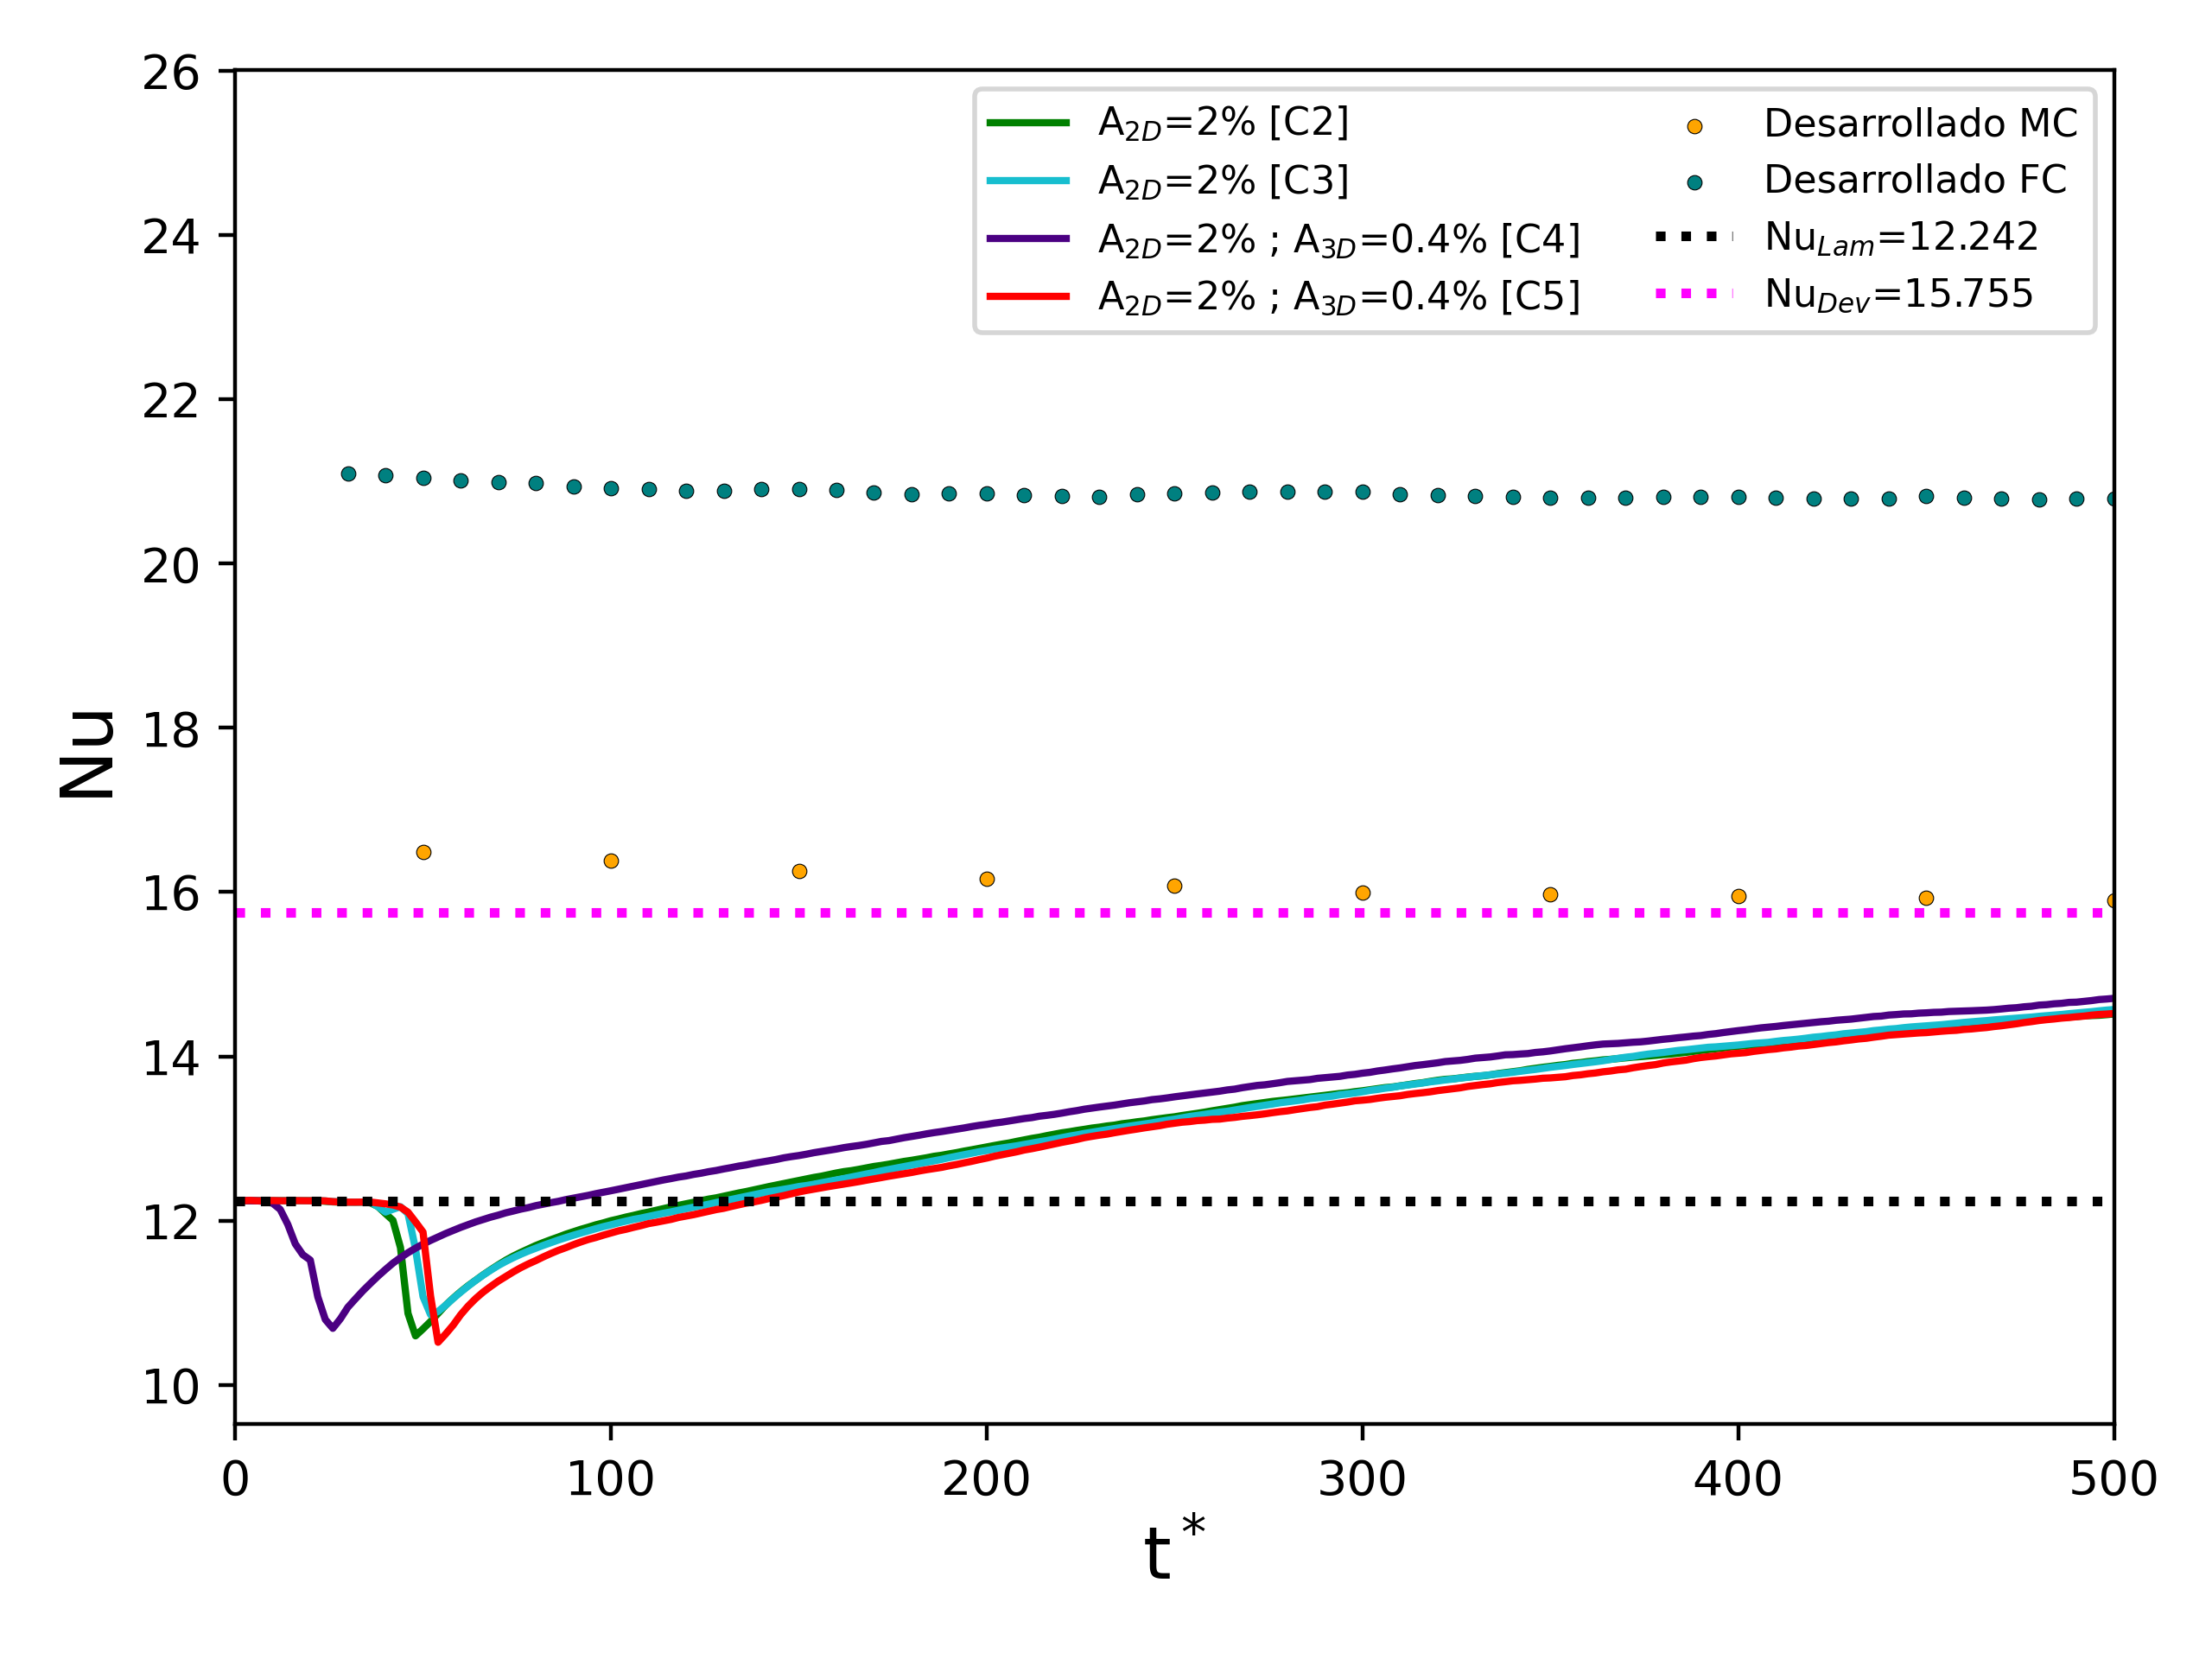 26
24
22
20
18
16
14
12
10
Nu
A2D=2% [C2]
A2D=2% [C3]
A2D=2% ; A3D=0.4% [C4]
A2D=2% ; A3D=0.4% [C5]
Desarrollado MC
Desarrollado FC
NuLam=12.242
NuDev=15.755
0 100 200 300 400 500
t*